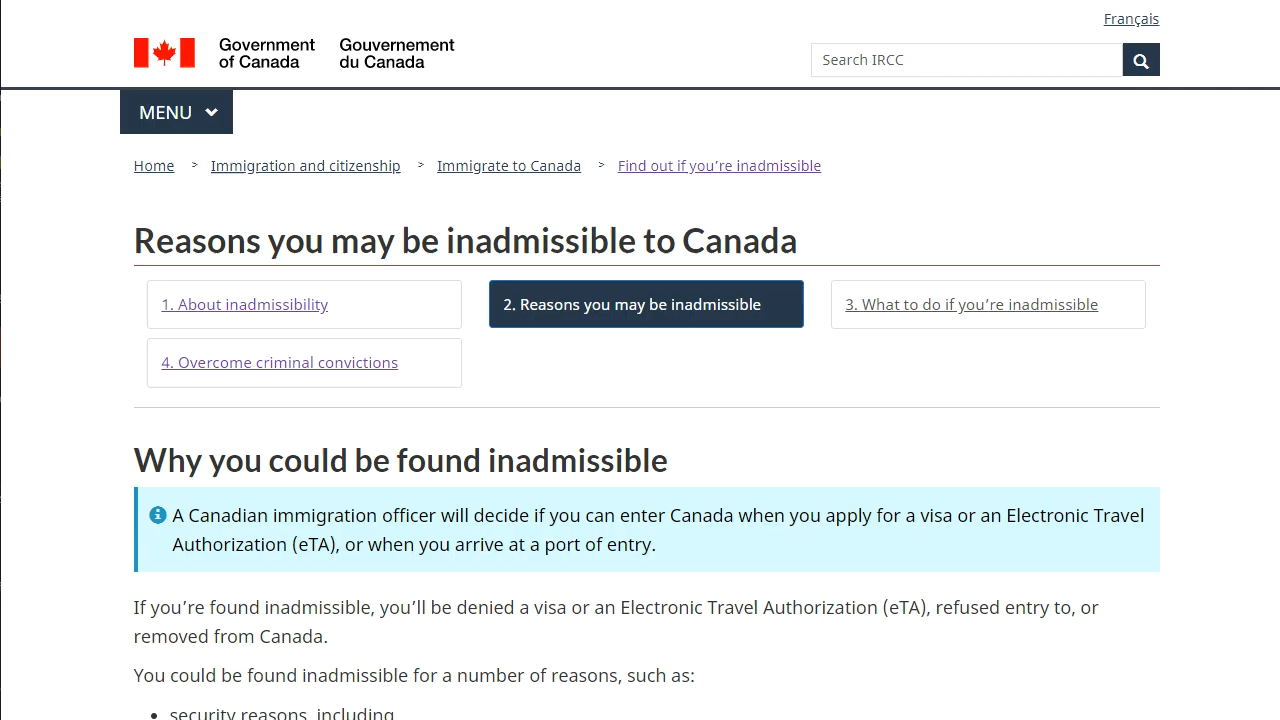 Français
Government
of Canada
Gouvernement
du Canada
Search IRCC
MENU
Home > Immigration and citizenship > Immigrate to Canada > Find out if you’re inadmissible
Reasons you may be inadmissible to Canada
1. About inadmissibility
2. Reasons you may be inadmissible
3. What to do if you’re inadmissible
4. Overcome criminal convictions
Why you could be found inadmissible
A Canadian immigration officer will decide if you can enter Canada when you apply for a visa or an Electronic Travel
Authorization (eTA), or when you arrive at a port of entry.
If you’re found inadmissible, you’ll be denied a visa or an Electronic Travel Authorization (eTA), refused entry to, or
removed from Canada.
You could be found inadmissible for a number of reasons, such as:
• security reasons, including